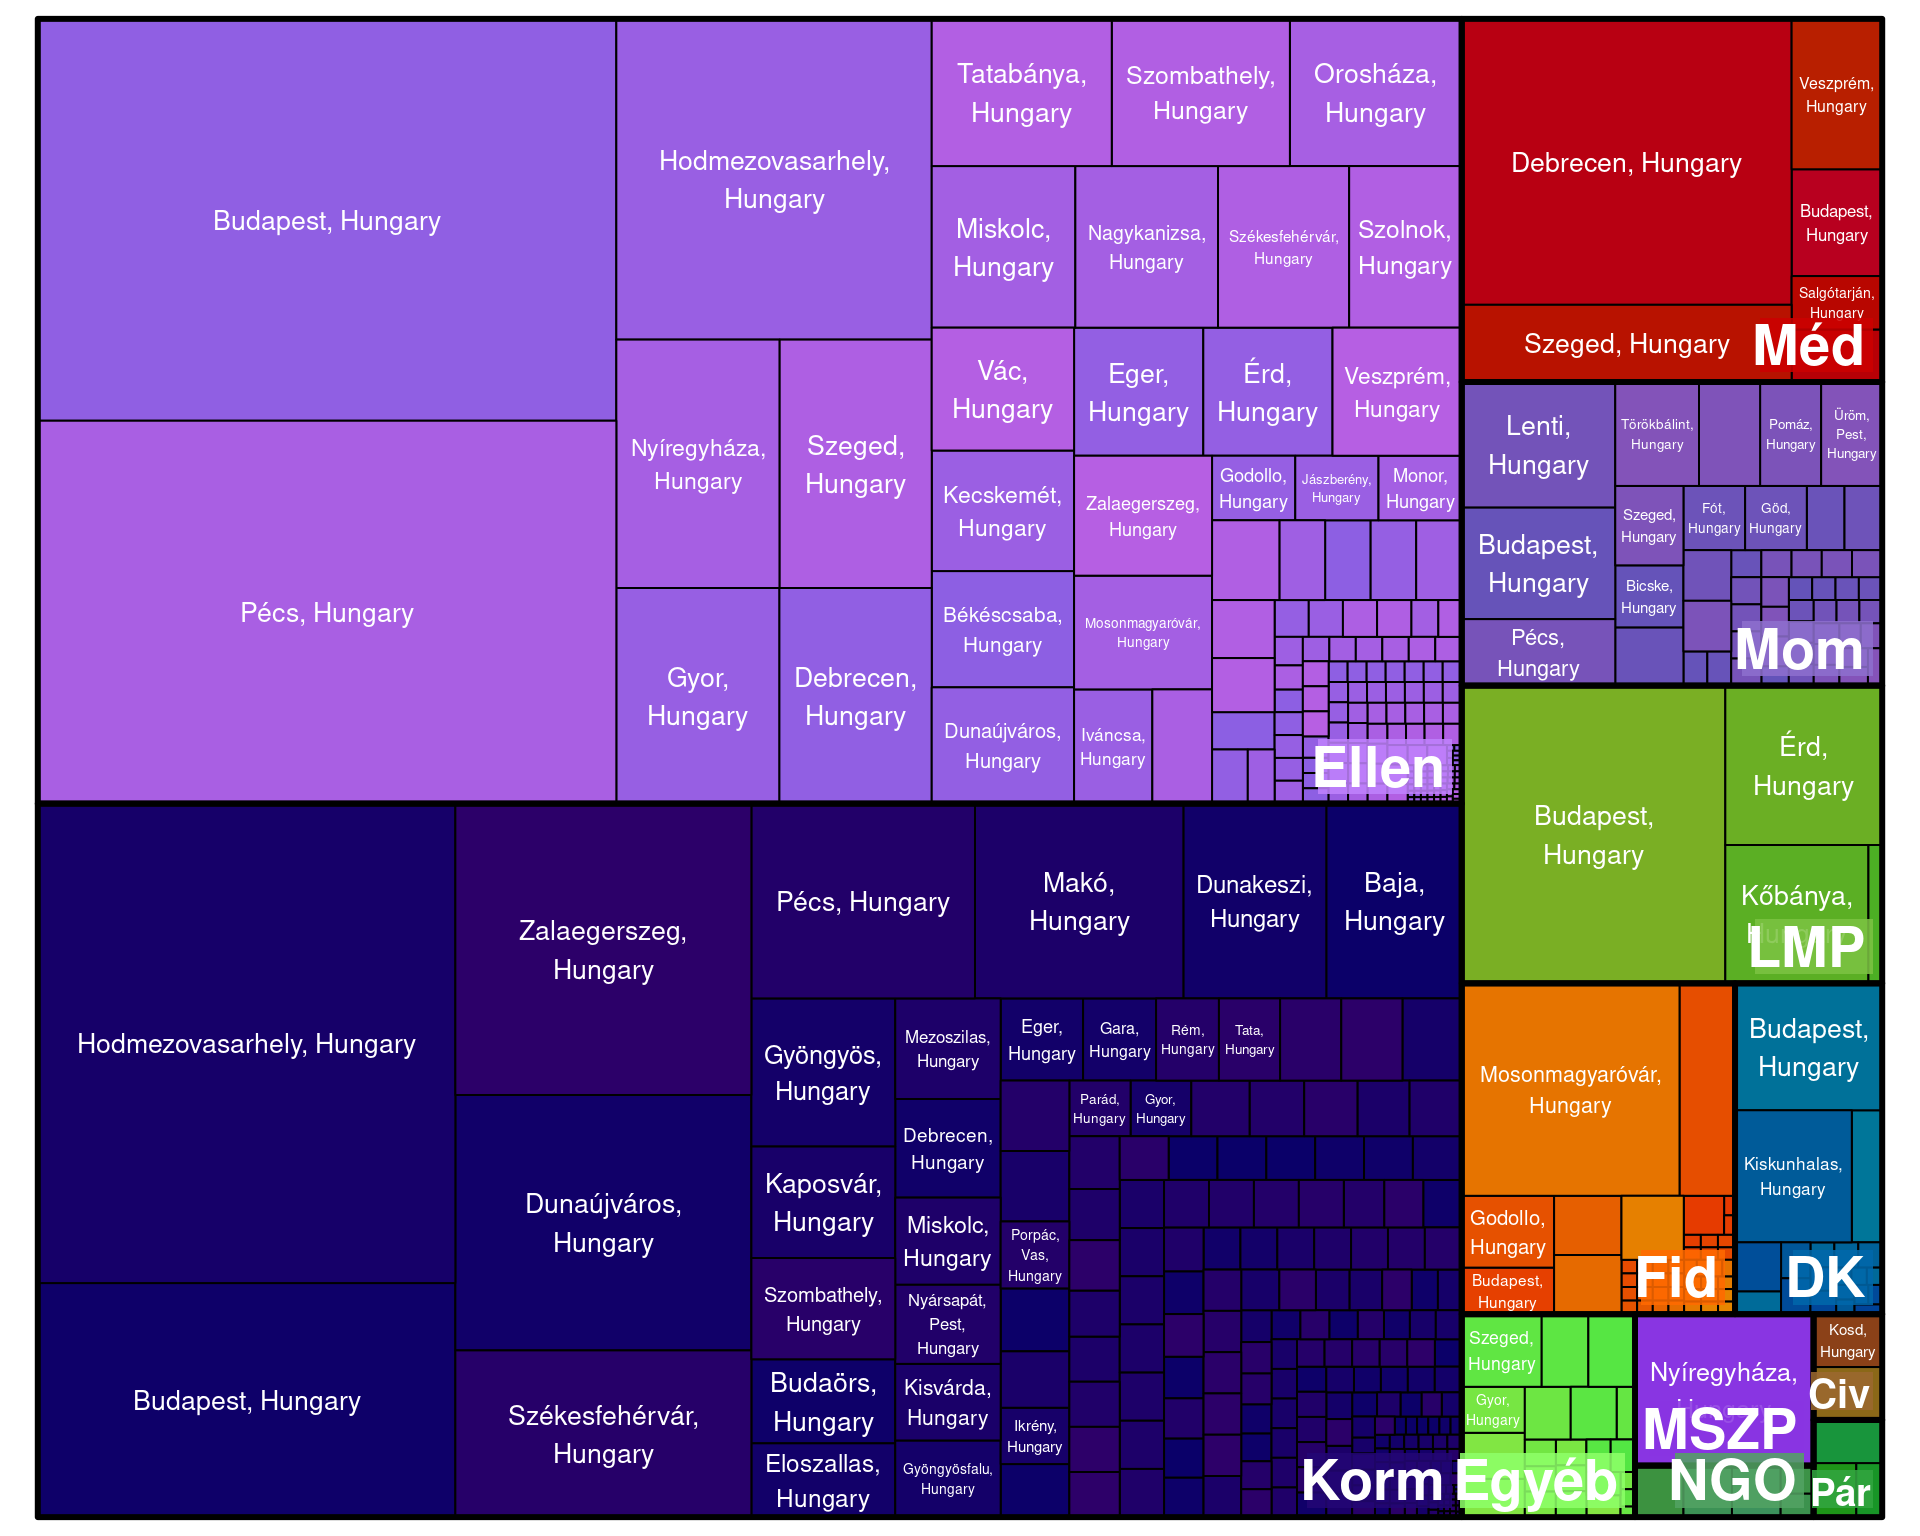 Budapest, Hungary
Pécs, Hungary
Hodmezovasarhely,
Hungary
Nyíregyháza,
Hungary
Szeged,
Hungary
Gyor,
Hungary
Debrecen,
Hungary
Tatabánya,
Hungary
Szombathely,
Hungary
Orosháza,
Hungary
Miskolc,
Hungary
Nagykanizsa,
Hungary
Székesfehérvár,
Hungary
Szolnok,
Hungary
Vác,
Hungary
Eger,
Hungary
Érd,
Hungary
Veszprém,
Hungary
Kecskemét,
Hungary
Békéscsaba,
Hungary
Dunaújváros,
Hungary
Zalaegerszeg,
Hungary
Mosonmagyaróvár,
Hungary
Iváncsa,
Hungary
Godollo,
Hungary
Jászberény,
Hungary
Monor,
Hungary
Ellen
Debrecen, Hungary
Veszprém,
Hungary
Budapest,
Hungary
Salgótarján,
Hungary
Szeged, Hungary
Méd
Lenti,
Hungary
Budapest,
Hungary
Pécs,
Hungary
Törökbálint,
Hungary
Pomáz,
Hungary
Üröm,
Pest,
Hungary
Szeged,
Hungary
Fót,
Hungary
Göd,
Hungary
Bicske,
Hungary
Mom
Budapest,
Hungary
Érd,
Hungary
Kőbánya,
LMP
Hodmezovasarhely, Hungary
Budapest, Hungary
Zalaegerszeg,
Hungary
Dunaújváros,
Hungary
Székesfehérvár,
Hungary
Pécs, Hungary
Makó,
Hungary
Dunakeszi,
Hungary
Baja,
Hungary
Gyöngyös,
Hungary
Kaposvár,
Hungary
Szombathely,
Hungary
Budaörs,
Hungary
Eloszallas,
Hungary
Mezoszilas,
Hungary
Debrecen,
Hungary
Miskolc,
Hungary
Nyársapát,
Pest,
Hungary
Kisvárda,
Hungary
Gyöngyösfalu,
Hungary
Eger,
Hungary
Gara,
Hungary
Rém,
Hungary
Tata,
Hungary
Parád,
Hungary
Gyor,
Hungary
Porpác,
Vas,
Hungary
Ikrény,
Hungary
Korm
Mosonmagyaróvár,
Hungary
Godollo,
Hungary
Budapest,
Hungary
Fid
Budapest,
Hungary
Kiskunhalas,
Hungary
DK
Szeged,
Hungary
Gyor,
Hungary
Egyéb
Nyíregyháza,
MSZP
NGO
Kosd,
Hungary
Civ
Pár